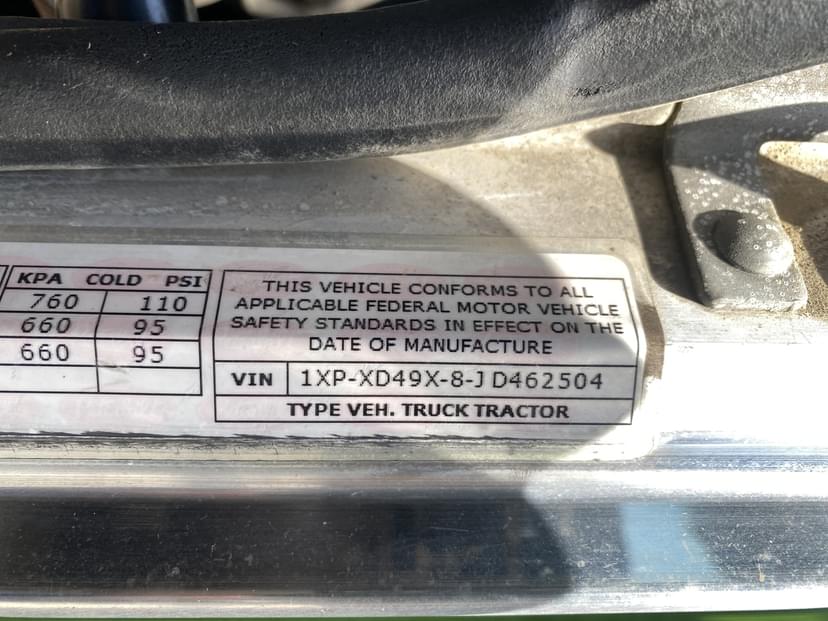 KPA COLD PSI
760 110
660 95
660 95
THIS VEHICLE CONFORMS TO ALL
APPLICABLE FEDERAL MOTOR VEHICLE
SAFETY STANDARDS IN EFFECT ON THE
DATE OF MANUFACTURE
VIN 1XP-XD49X-8-JD462504
TYPE VEH. TRUCK TRACTOR